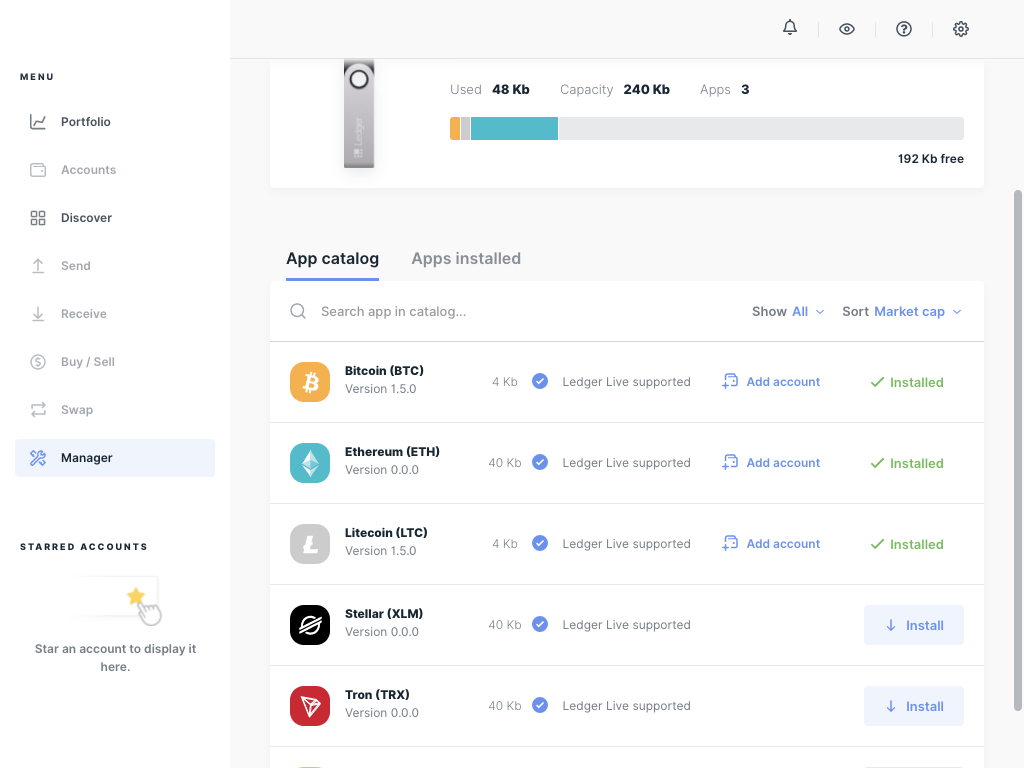 MENU
Portfolio
Accounts
Discover
Send
Receive
Buy / Sell
Swap
Manager
STARRED ACCOUNTS
Star an account to display it
here.
Ledger
Used 48 Kb Capacity 240 Kb Apps 3
192 Kb free
App catalog Apps installed
Search app in catalog... Show All Sort Market cap
Bitcoin (BTC)
Version 1.5.0
4 Kb Ledger Live supported Add account Installed
Ethereum (ETH)
Version 0.0.0
40 Kb Ledger Live supported Add account Installed
Litecoin (LTC)
Version 1.5.0
4 Kb Ledger Live supported Add account Installed
Stellar (XLM)
Version 0.0.0
40 Kb Ledger Live supported Install
Tron (TRX)
Version 0.0.0
40 Kb Ledger Live supported Install